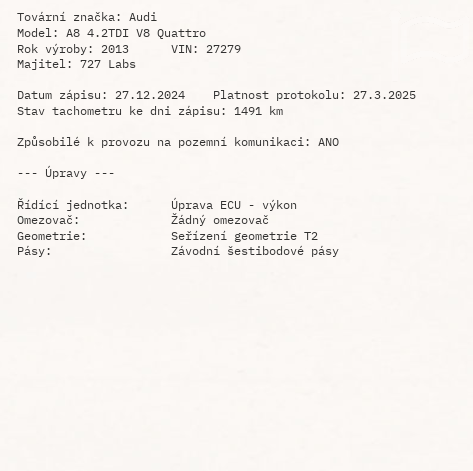 Tovární značka: Audi
Model: A8 4.2TDI V8 Quattro
Rok výroby: 2013 VIN: 27279
Majitel: 727 Labs
Datum zápisu: 27.12.2024 Platnost protokolu: 27.3.2025
Stav tachometru ke dni zápisu: 1491 km
Způsobilé k provozu na pozemní komunikaci: ANO
--- Úpravy ---
Řídící jednotka: Úprava ECU - výkon
Omezovač: Žádný omezovač
Geometrie: Seřízení geometrie T2
Pásy: Závodní šestibodové pásy